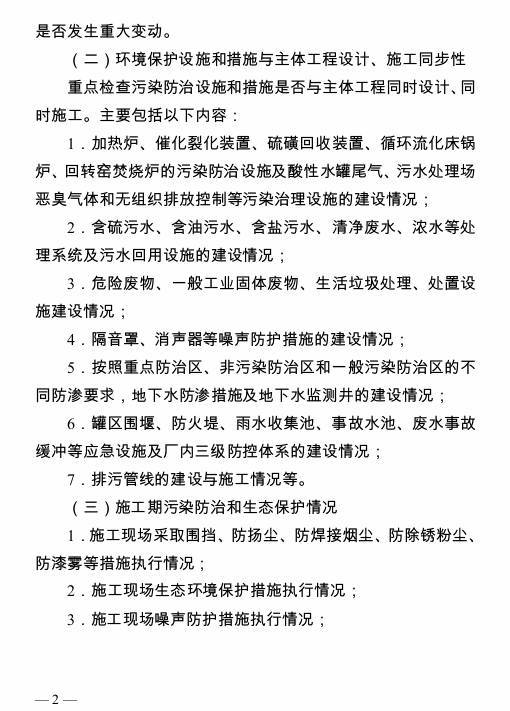 是否发生重大变动。
（二）环境保护设施和措施与主体工程设计、施工同步性
重点检查污染防治设施和措施是否与主体工程同时设计、同
时施工。主要包括以下内容：
1．加热炉、催化裂化装置、硫磺回收装置、循环流化床锅
炉、回转窑焚烧炉的污染防治设施及酸性水罐尾气、污水处理场
恶臭气体和无组织排放控制等污染治理设施的建设情况；
2．含硫污水、含油污水、含盐污水、清净废水、浓水等处
理系统及污水回用设施的建设情况；
3．危险废物、一般工业固体废物、生活垃圾处理、处置设
施建设情况；
4．隔音罩、消声器等噪声防护措施的建设情况；
5．按照重点防治区、非污染防治区和一般污染防治区的不
同防渗要求，地下水防渗措施及地下水监测井的建设情况；
6．罐区围堰、防火堤、雨水收集池、事故水池、废水事故
缓冲等应急设施及厂内三级防控体系的建设情况；
7．排污管线的建设与施工情况等。
（三）施工期污染防治和生态保护情况
1．施工现场采取围挡、防扬尘、防焊接烟尘、防除锈粉尘、
防漆雾等措施执行情况；
2．施工现场生态环境保护措施执行情况；
3．施工现场噪声防护措施执行情况；
— 2 —